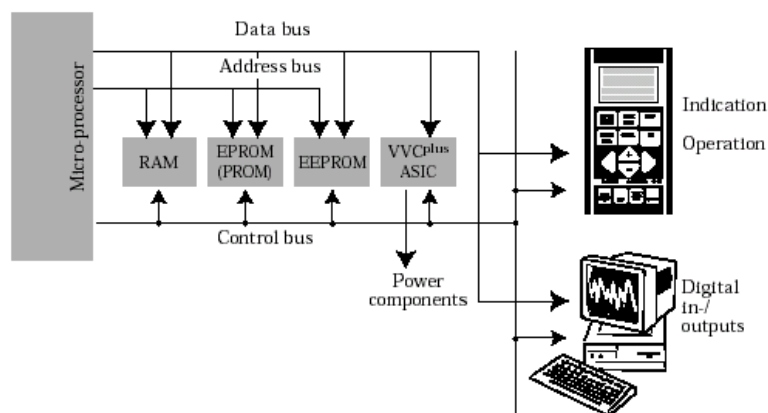 Data bus
Address bus
Micro-processor
RAM
EPROM
(PROM)
EEPROM
VVCplus
ASIC
Control bus
Power
components
Indication
Operation
Digital
in-/
outputs